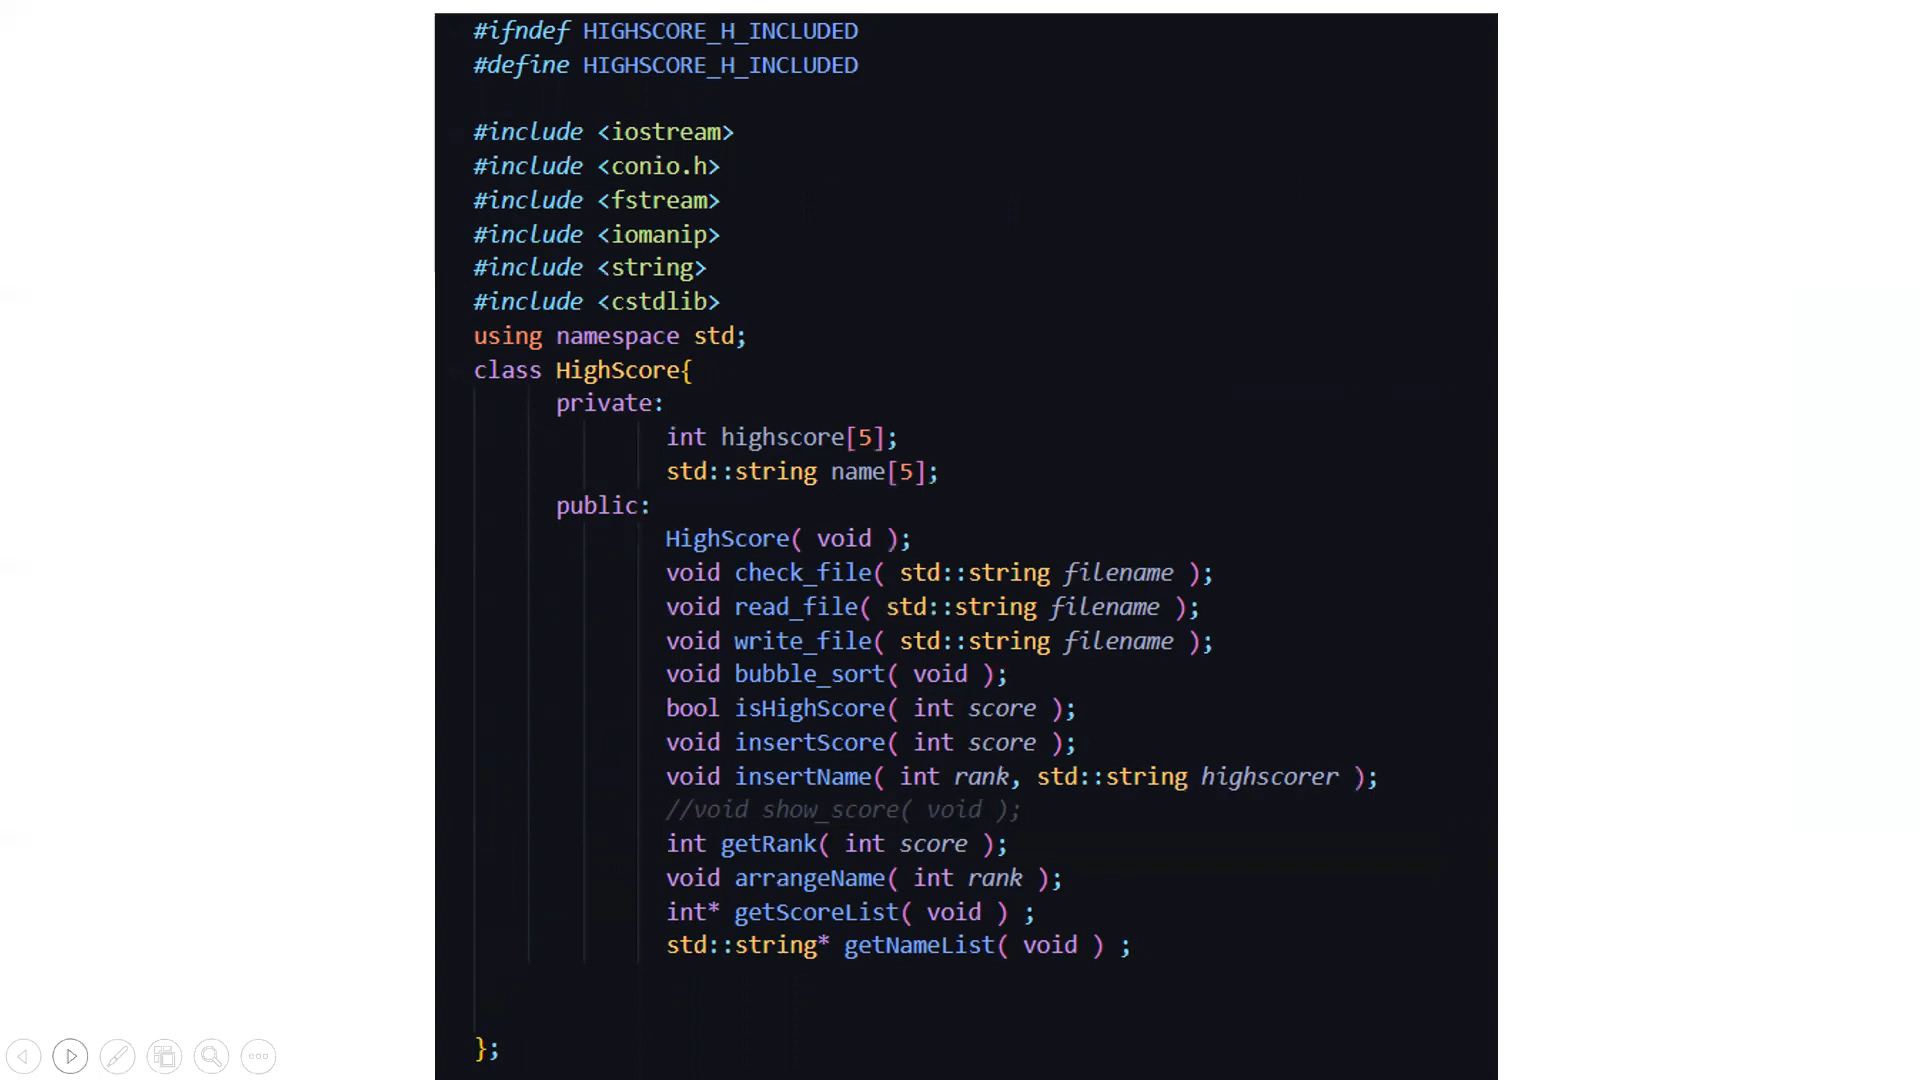 #ifndef HIGHSCORE_H_INCLUDED
#define HIGHSCORE_H_INCLUDED
#include <iostream>
#include <conio.h>
#include <fstream>
#include <iomanip>
#include <string>
#include <cstdlib>
using namespace std;
class HighScore{
private:
int highscore[5];
std::string name[5];
public:
HighScore( void );
void check_file( std::string filename );
void read_file( std::string filename );
void write_file( std::string filename );
void bubble_sort( void );
bool isHighScore( int score );
void insertScore( int score );
void insertName( int rank, std::string highscorer );
//void show_score( void );
int getRank( int score );
void arrangeName( int rank );
int* getScoreList( void ) ;
std::string* getNameList( void ) ;
};